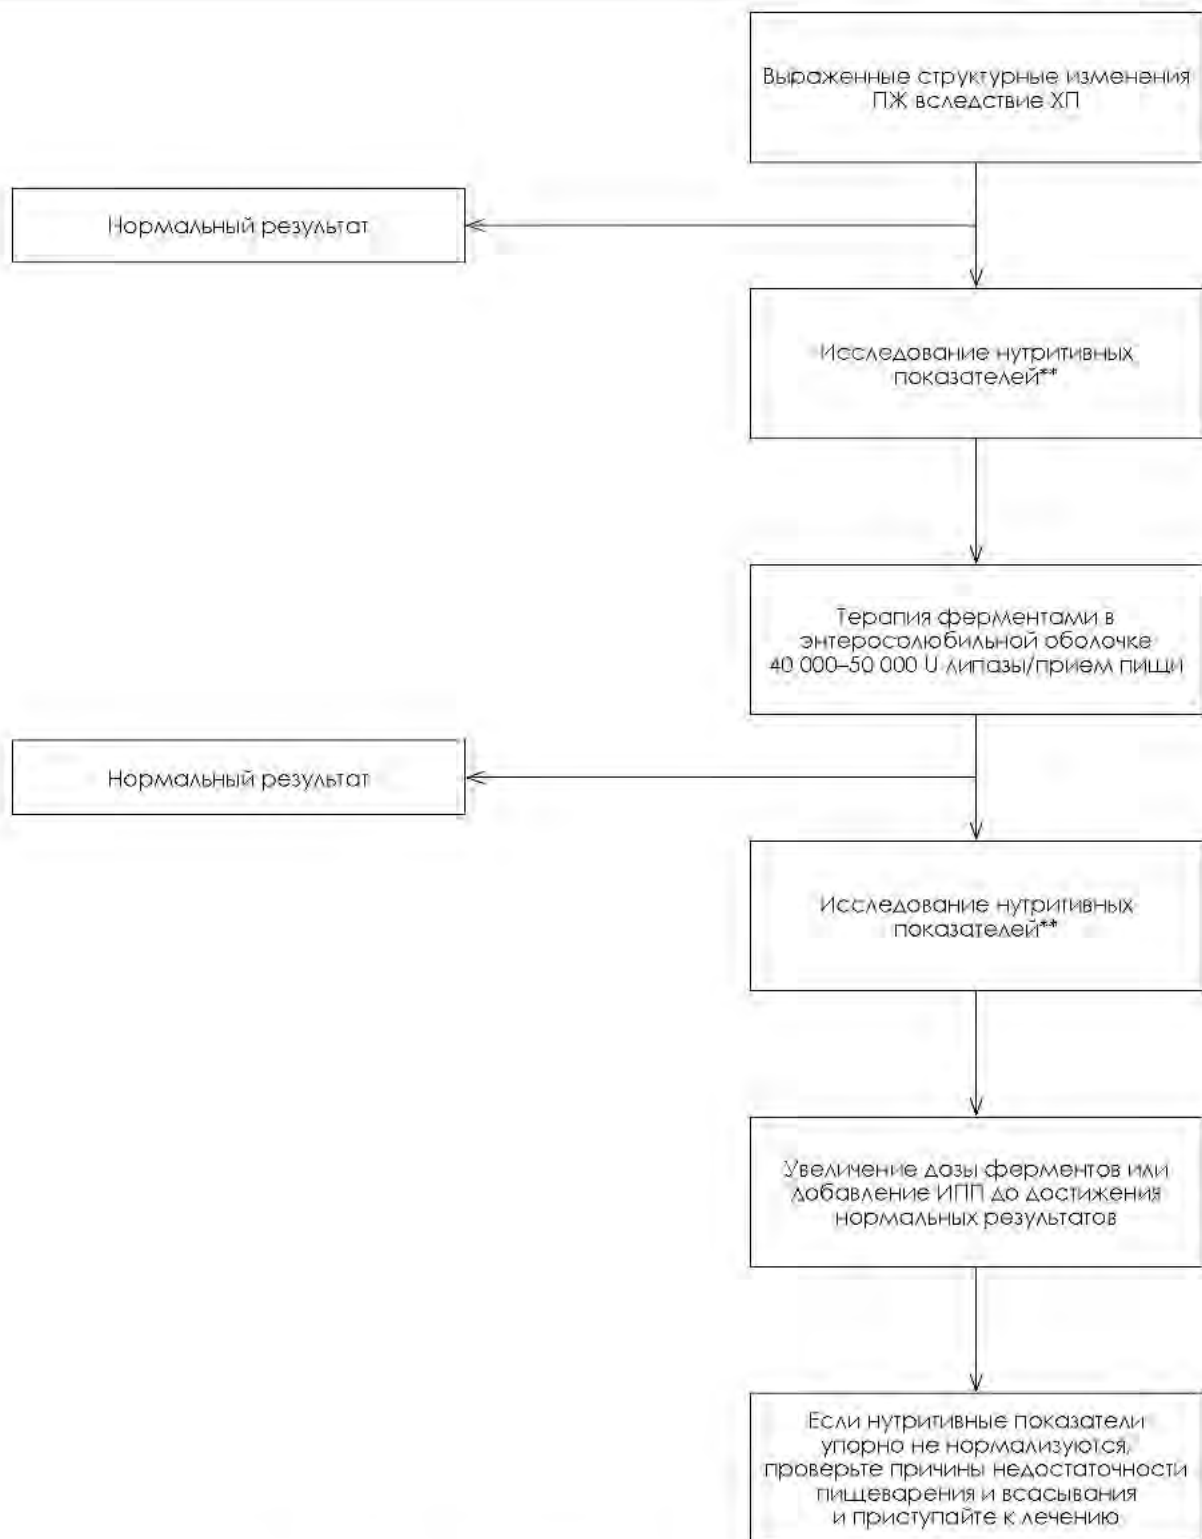 Выраженные структурные изменения
ПЖ вследствие ХП
Нормальный результат
Исследование нутритивных
показателей**
Терапия ферментами в
энтеросолюбильной оболочке
40 000–50 000 U липазы/прием пищи
Нормальный результат
Исследование нутритивных
показателей**
Увеличение дозы ферментов или
добавление ИПП до достижения
нормальных результатов
Если нутритивные показатели
упорно не нормализуются,
проверьте причины недостаточности
пищеварения и всасывания
и приступайте к лечению